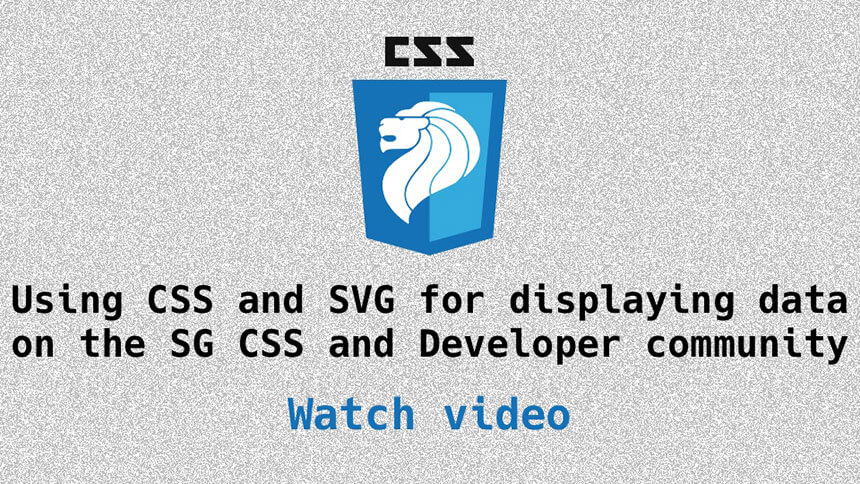 CSS
Using CSS and SVG for displaying data
on the SG CSS and Developer community
Watch video